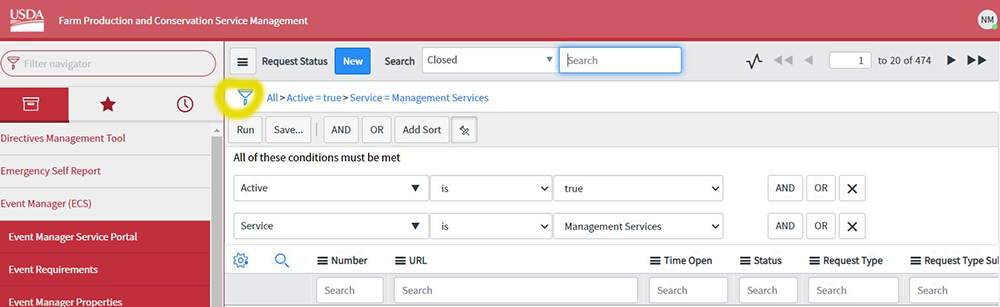 USDA Farm Production and Conservation Service Management NM
Filter navigator Request Status New Search Closed Search 1 to 20 of 474
All > Active = true > Service = Management Services
Run Save... AND OR Add Sort
Directives Management Tool
All of these conditions must be met
Emergency Self Report
Active is true AND OR X
Event Manager (ECS)
Service is Management Services AND OR X
Event Manager Service Portal
Number URL Time Open Status Request Type Request Type Sul
Event Requirements
Search Search Search Search Search Search
Event Manager Properties